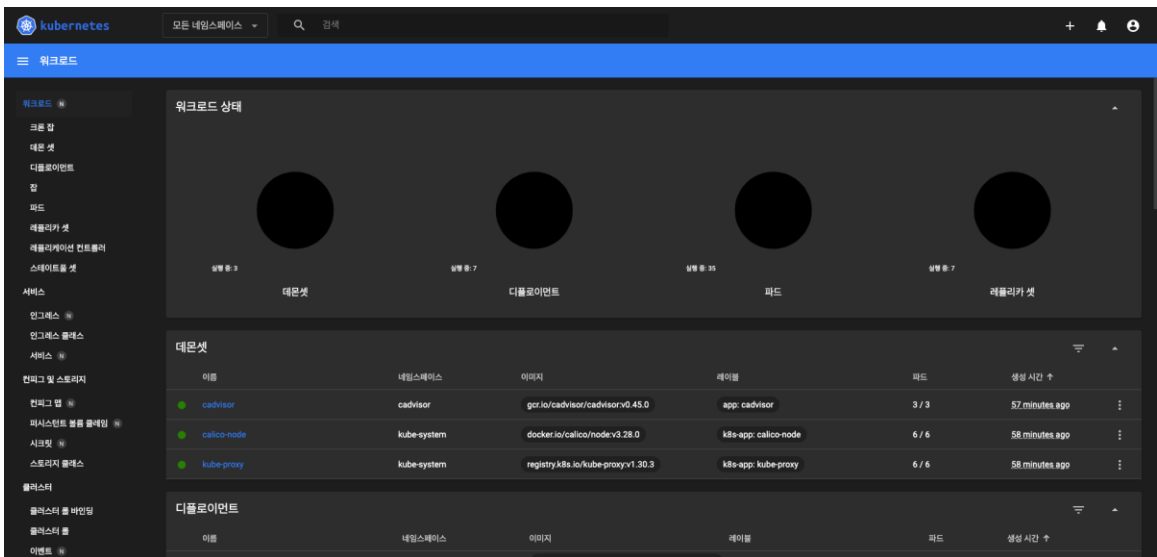 kubernetes
모든 네임스페이스
검색
워크로드
워크로드 N
크론 잡
데몬 셋
디플로이먼트
잡
파드
레플리카 셋
레플리케이션 컨트롤러
스테이트풀 셋
서비스
인그레스 N
인그레스 클래스
서비스 N
컨피그 및 스토리지
컨피그 맵 N
퍼시스턴트 볼륨 클레임 N
시크릿 N
스토리지 클래스
클러스터
클러스터 롤 바인딩
클러스터 롤
이벤트 N
워크로드 상태
실행 중: 3
실행 중: 7
실행 중: 35
실행 중: 7
데몬셋
디플로이먼트
파드
레플리카 셋
데몬셋
이름 네임스페이스 이미지 레이블 파드 생성 시간 ↑
cadvisor cadvisor gcr.io/cadvisor/cadvisor:v0.45.0 app: cadvisor 3 / 3 57 minutes ago
calico-node kube-system docker.io/calico/node:v3.28.0 k8s-app: calico-node 6 / 6 58 minutes ago
kube-proxy kube-system registry.k8s.io/kube-proxy:v1.30.3 k8s-app: kube-proxy 6 / 6 58 minutes ago
디플로이먼트
이름 네임스페이스 이미지 레이블 파드 생성 시간 ↑